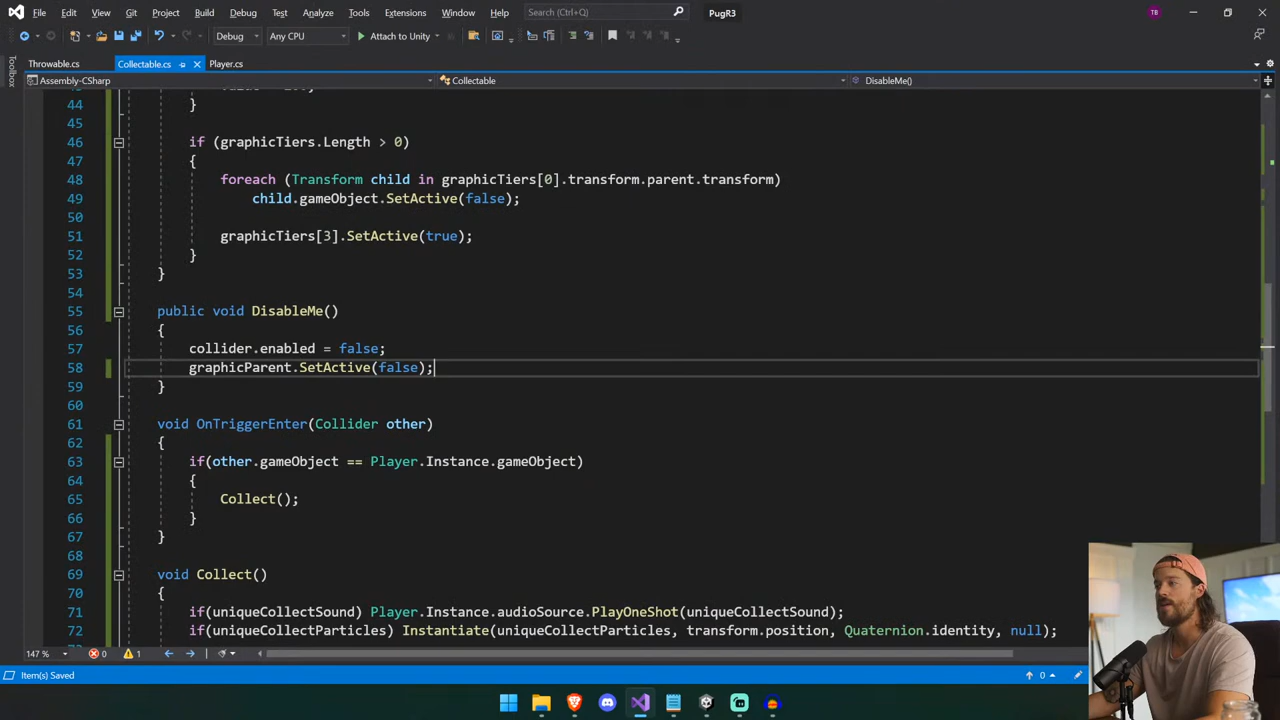 File Edit View Git Project Build Debug Test Analyze Tools Extensions Window Help Search (Ctrl+Q) PugR3 TB
Debug Any CPU Attach to Unity
Toolbox
Throwable.cs Collectable.cs Player.cs
Assembly-CSharp Collectable DisableMe()
44 }
45
46 if (graphicTiers.Length > 0)
47 {
48 foreach (Transform child in graphicTiers[0].transform.parent.transform)
49 child.gameObject.SetActive(false);
50
51 graphicTiers[3].SetActive(true);
52 }
53 }
54
55 public void DisableMe()
56 {
57 collider.enabled = false;
58 graphicParent.SetActive(false);
59 }
60
61 void OnTriggerEnter(Collider other)
62 {
63 if(other.gameObject == Player.Instance.gameObject)
64 {
65 Collect();
66 }
67 }
68
69 void Collect()
70 {
71 if(uniqueCollectSound) Player.Instance.audioSource.PlayOneShot(uniqueCollectSound);
72 if(uniqueCollectParticles) Instantiate(uniqueCollectParticles, transform.position, Quaternion.identity, null);
147 % 0 1
Item(s) Saved 0